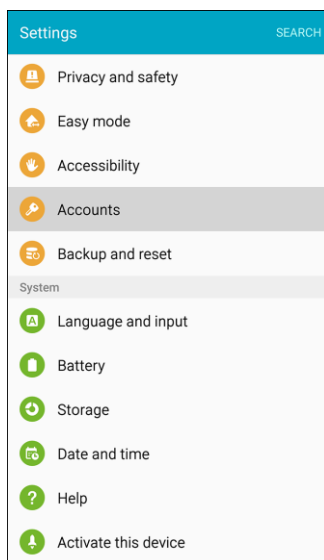 Settings SEARCH
Privacy and safety
Easy mode
Accessibility
Accounts
Backup and reset
System
A Language and input
Battery
Storage
Date and time
? Help
Activate this device